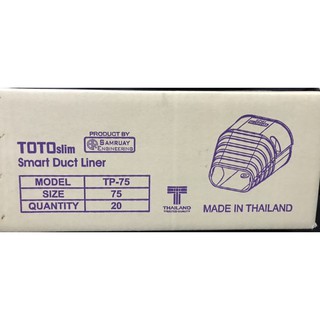 TOTOslim
PRODUCT BY
SAMRUAY
ENGINEERING
Smart Duct Liner
MODEL TP-75
SIZE 75
QUANTITY 20
THAILAND
MADE IN THAILAND